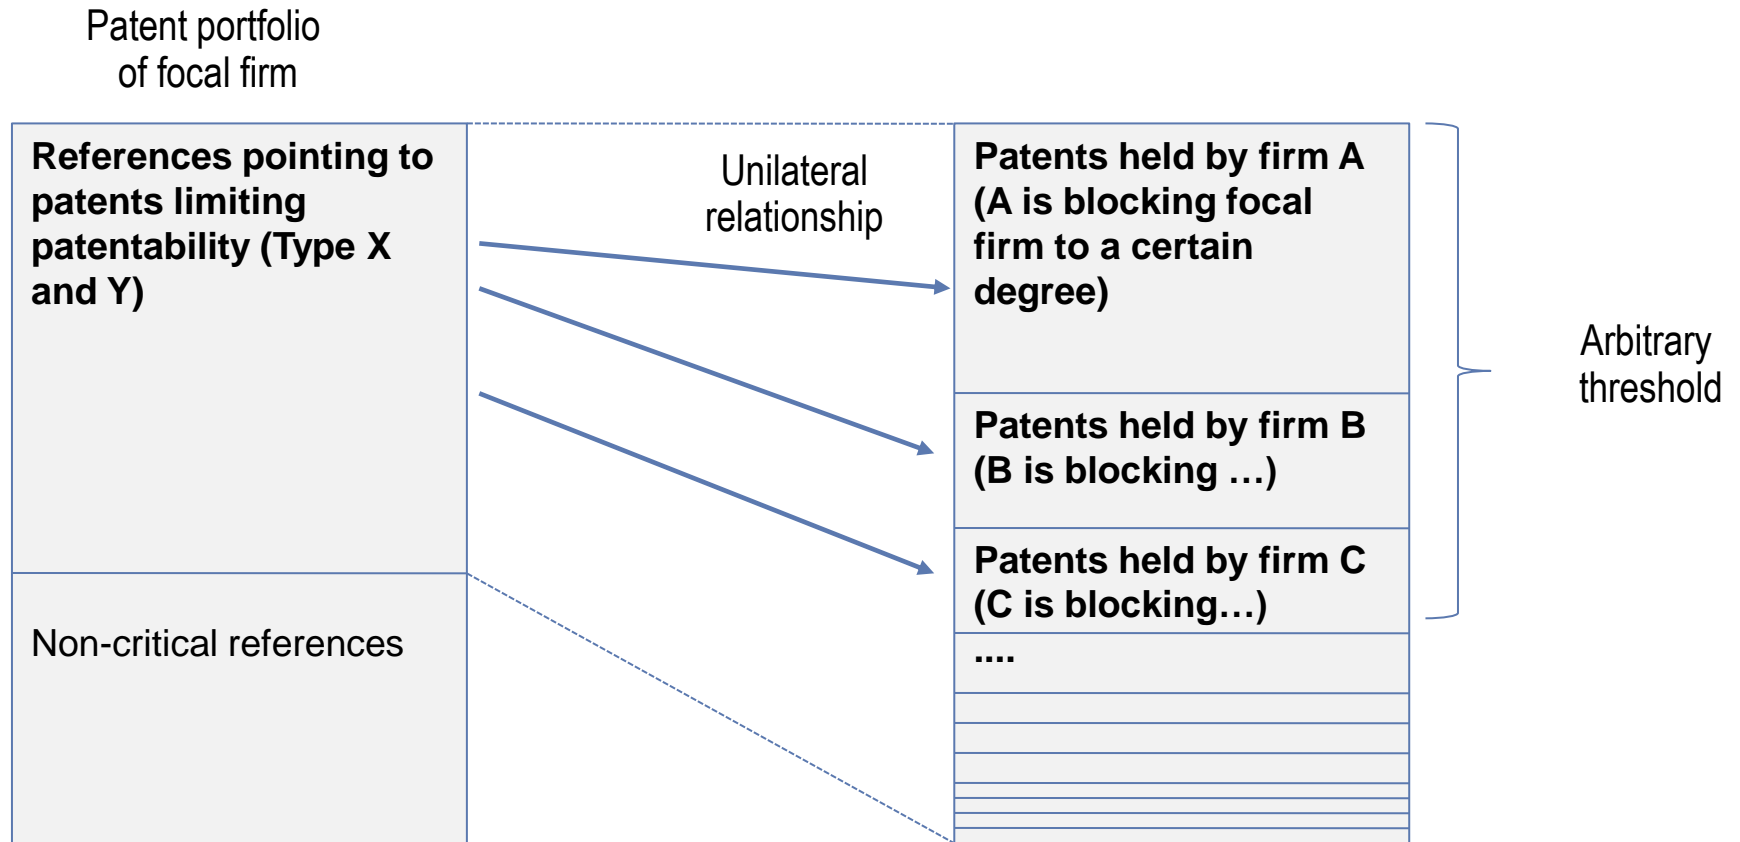 Patent portfolio
of focal firm
References pointing to
patents limiting
patentability (Type X
and Y)
Non-critical references
Unilateral
relationship
Patents held by firm A
(A is blocking focal
firm to a certain
degree)
Patents held by firm B
(B is blocking …)
Patents held by firm C
(C is blocking…)
....
Arbitrary
threshold